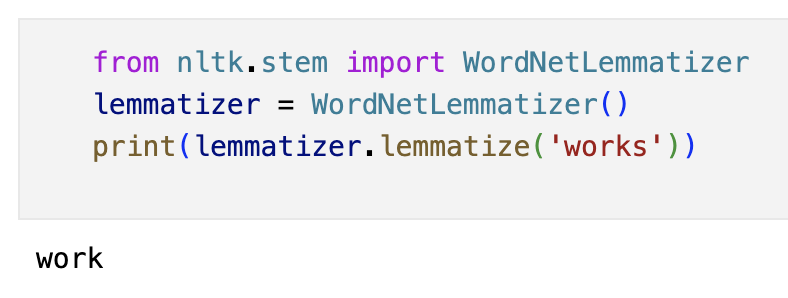 from nltk.stem import WordNetLemmatizer
lemmatizer = WordNetLemmatizer()
print(lemmatizer.lemmatize('works'))
work